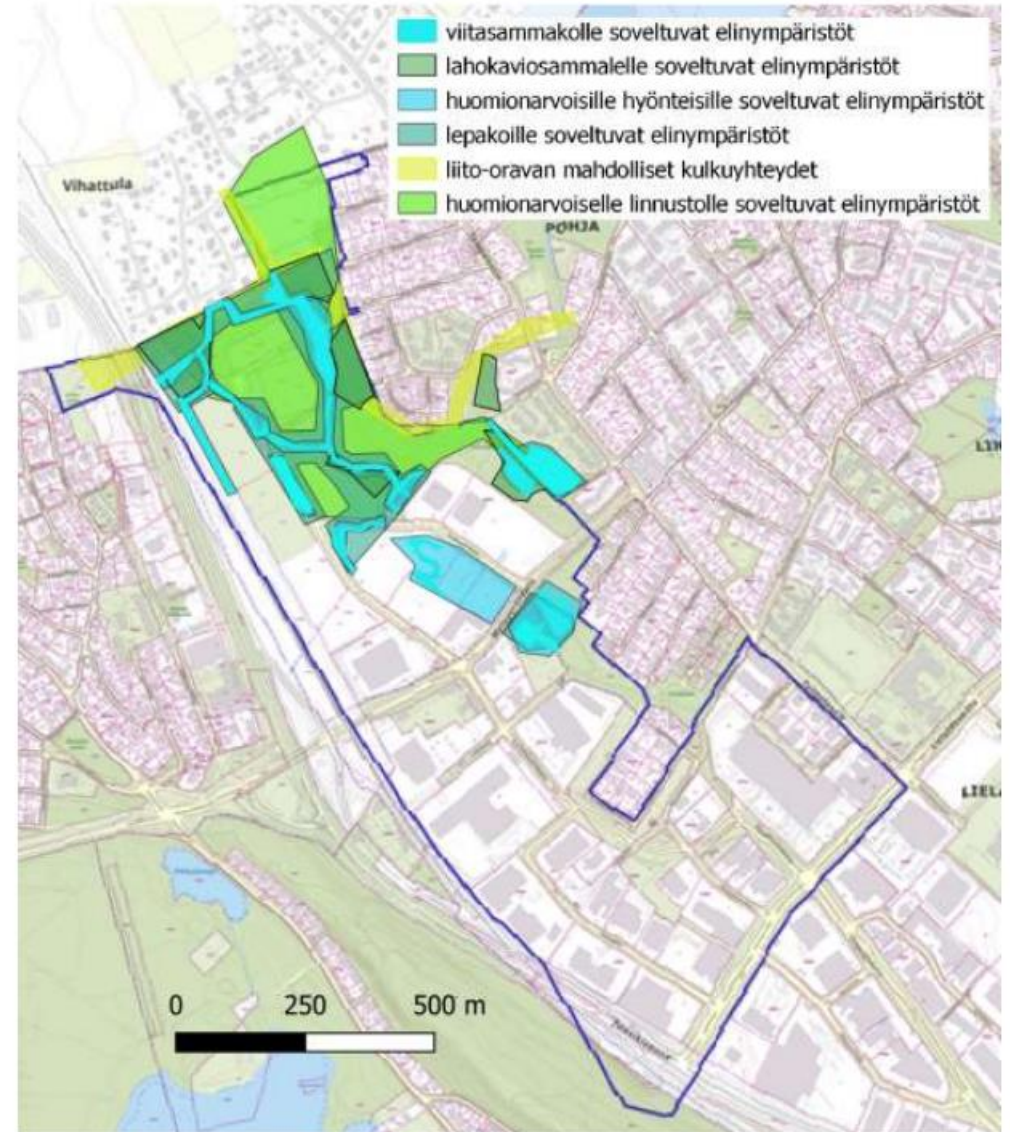 viitasammakolle soveltuvat elinympäristöt
lahokaviosammalelle soveltuvat elinympäristöt
huomionarvoisille hyönteisille soveltuvat elinympäristöt
lepakoille soveltuvat elinympäristöt
liito-oravan mahdolliset kulkuyhteydet
huomionarvoiselle linnustolle soveltuvat elinympäristöt
Vihattula
POHJA
0 250 500 m